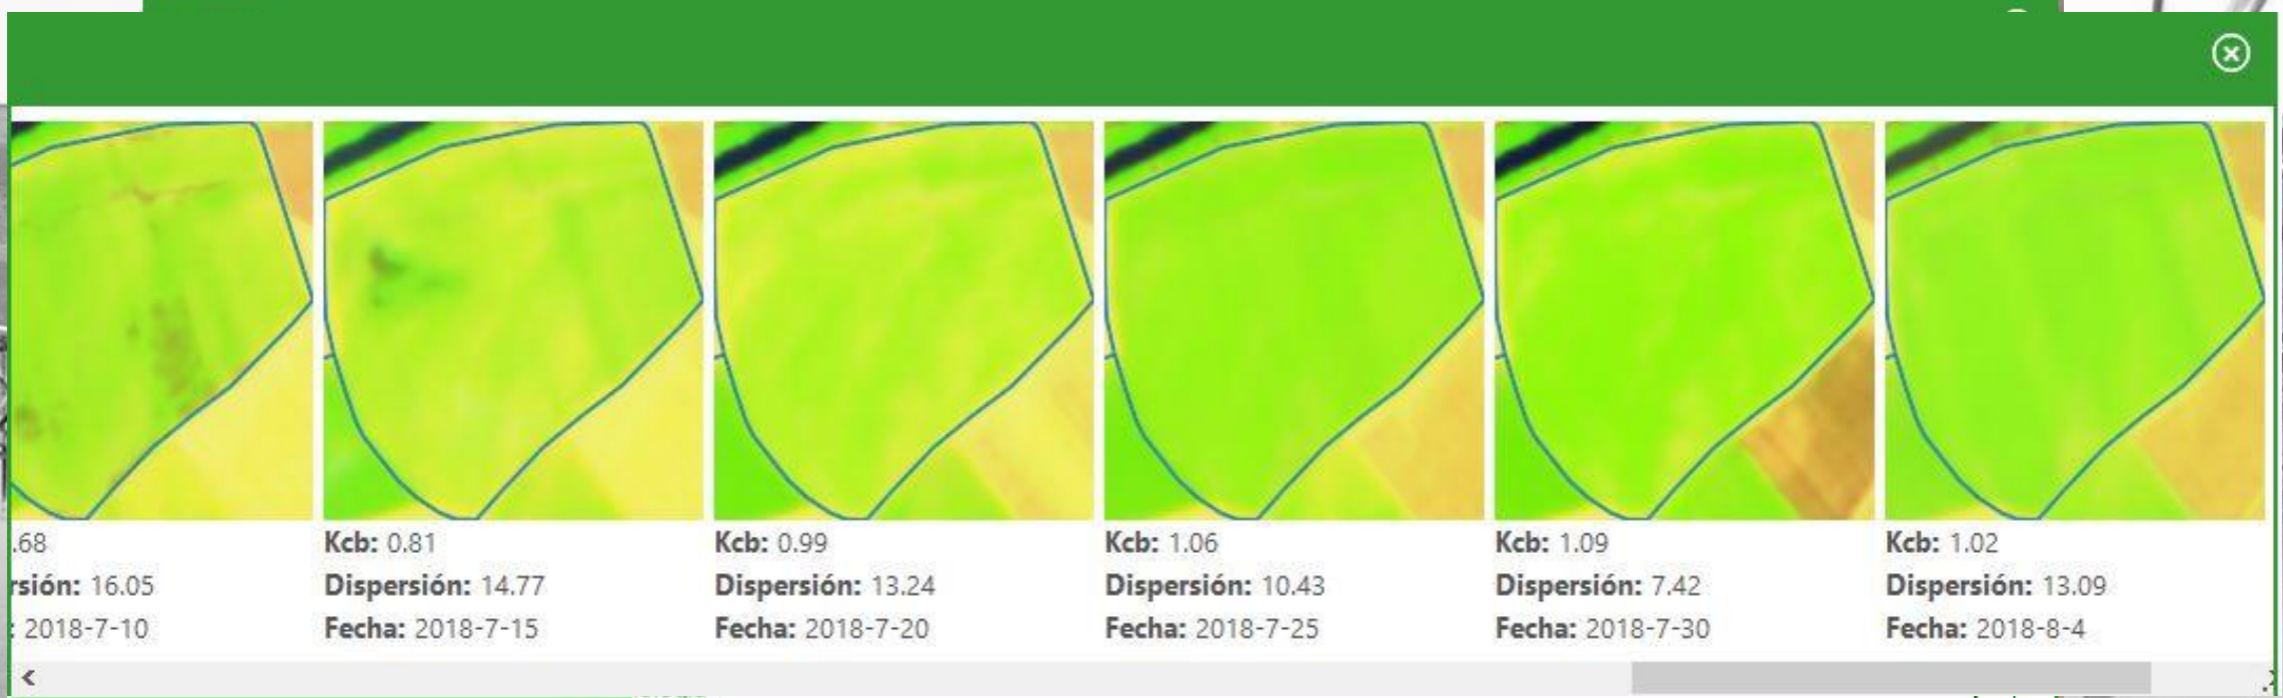 .68
rsión: 16.05
: 2018-7-10
Kcb: 0.81
Dispersión: 14.77
Fecha: 2018-7-15
Kcb: 0.99
Dispersión: 13.24
Fecha: 2018-7-20
Kcb: 1.06
Dispersión: 10.43
Fecha: 2018-7-25
Kcb: 1.09
Dispersión: 7.42
Fecha: 2018-7-30
Kcb: 1.02
Dispersión: 13.09
Fecha: 2018-8-4